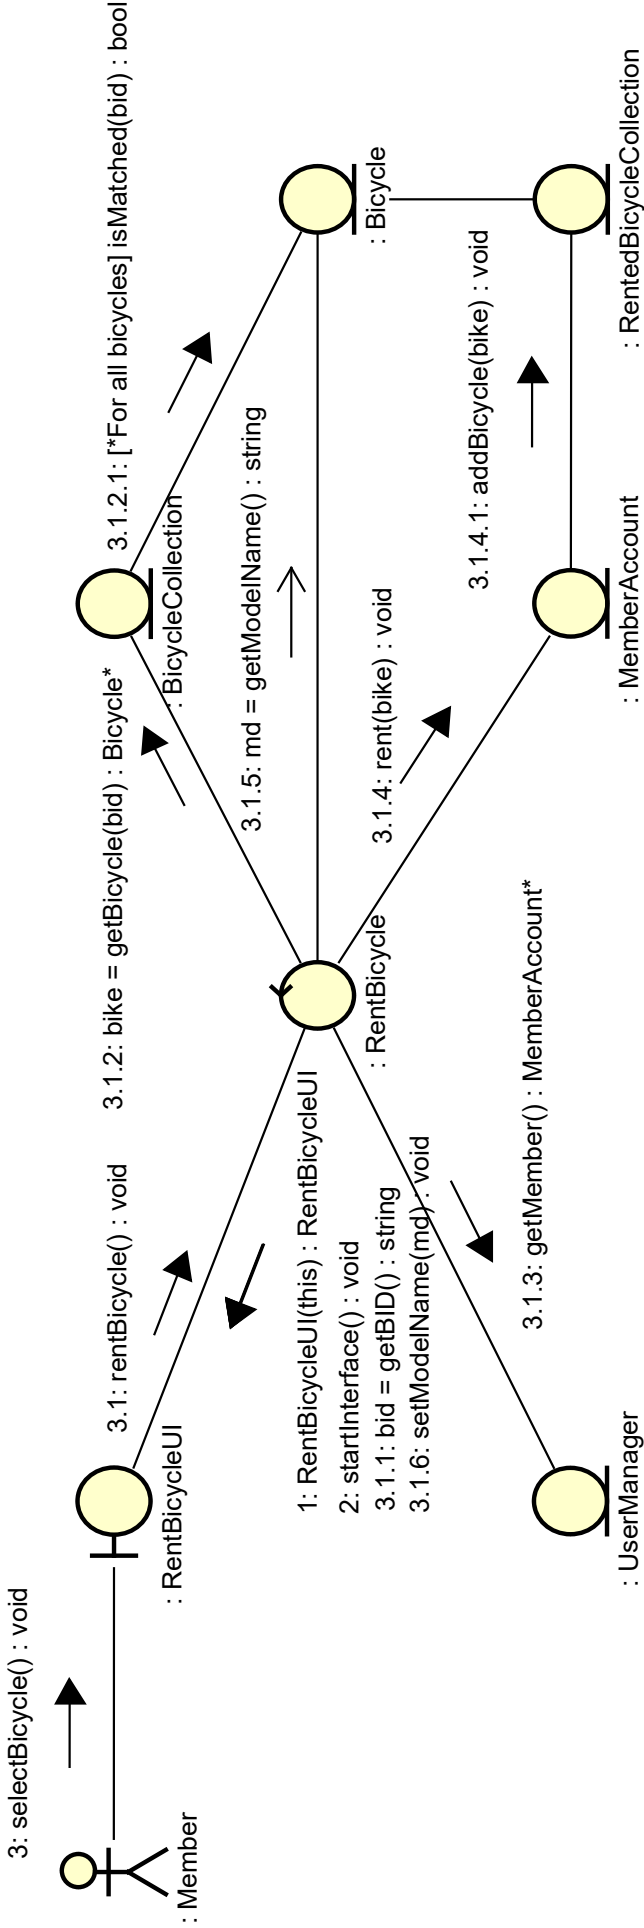 3: selectBicycle() : void
: Member
3.1: rentBicycle() : void
: RentBicycleUI
1: RentBicycleUI(this) : RentBicycleUI
2: startInterface() : void
3.1.1: bid = getBID() : string
3.1.6: setModelName(md) : void
3.1.3: getMember() : MemberAccount*
: UserManager
: RentBicycle
3.1.2: bike = getBicycle(bid) : Bicycle*
: BicycleCollection
3.1.5: md = getModelName() : string
3.1.4: rent(bike) : void
: MemberAccount
3.1.2.1: [*For all bicycles] isMatched(bid) : bool
: Bicycle
3.1.4.1: addBicycle(bike) : void
: RentedBicycleCollection